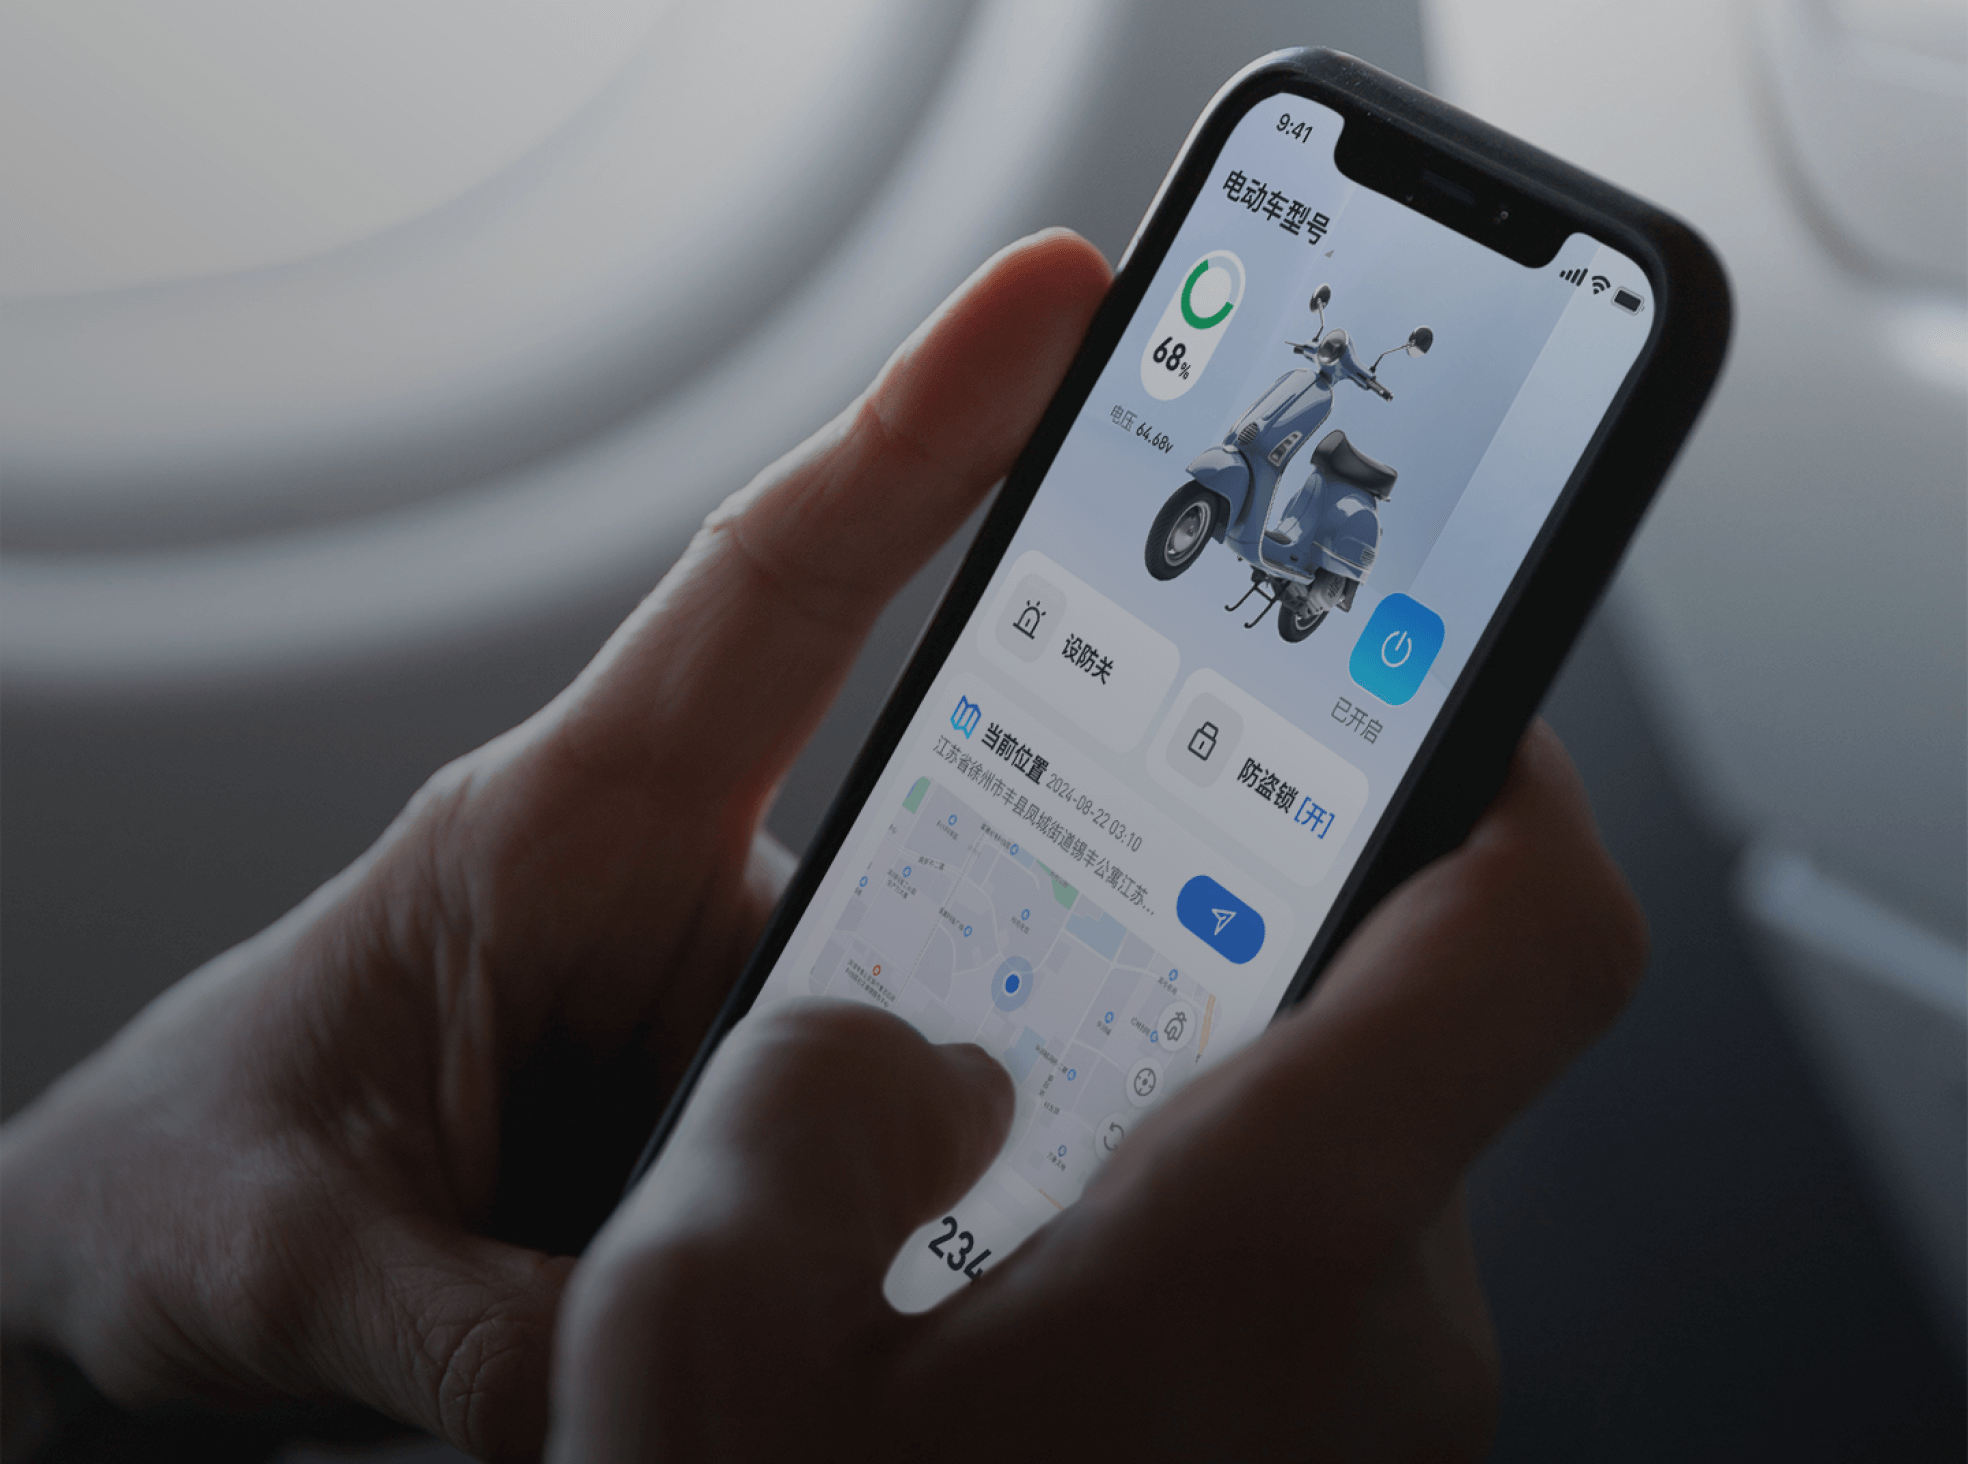 9:41
电动车型号
68%
电压 64.68v
已开启
设防关
防盗锁 [开]
当前位置 2024-08-22 03:10
江苏省徐州市丰县凤城街道锡丰公寓江苏...
234